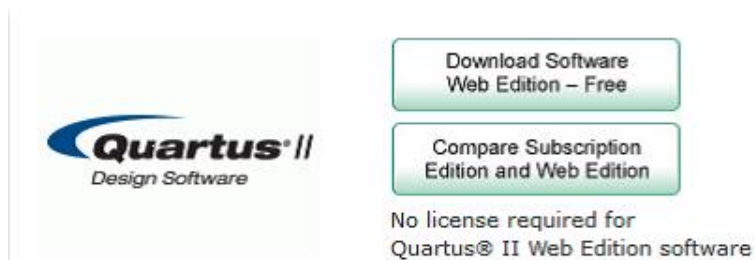 Quartus® II
Design Software
Download Software
Web Edition – Free
Compare Subscription
Edition and Web Edition
No license required for
Quartus® II Web Edition software